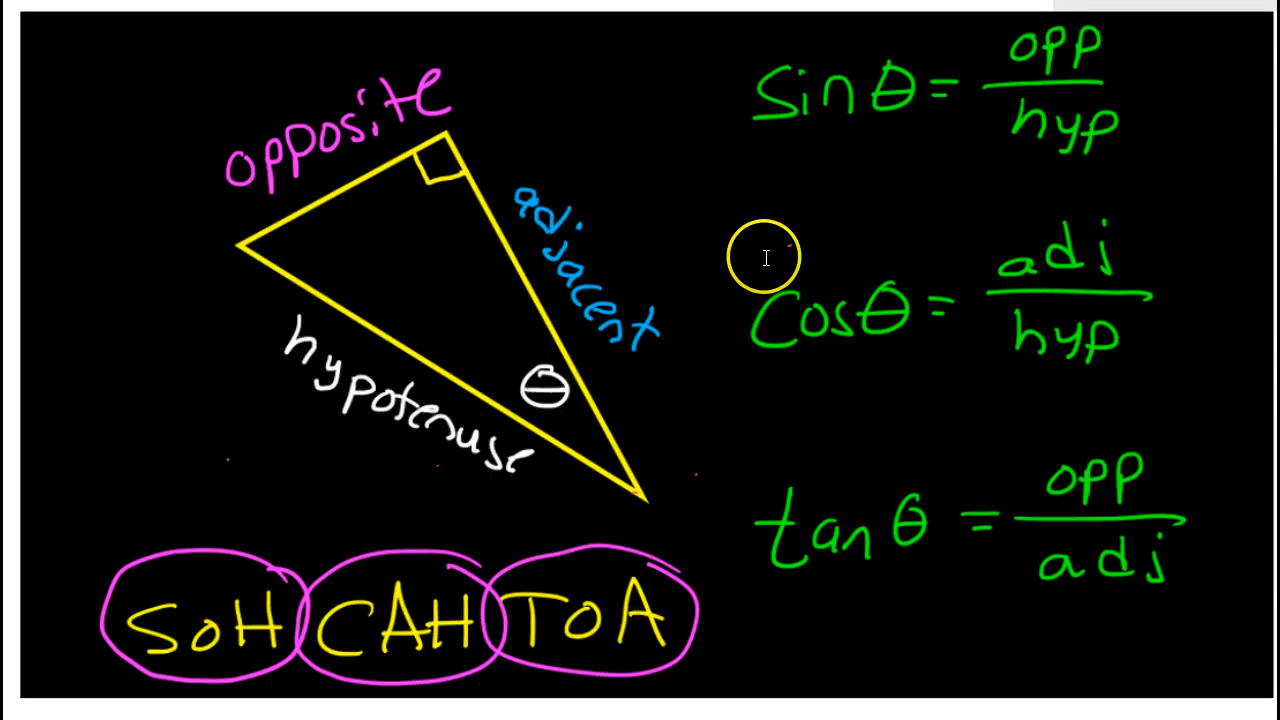 opposite
adjacent
hypotenuse
θ
SOH CAH TOA
sin θ = opp/hyp
cos θ = adj/hyp
tan θ = opp/adj